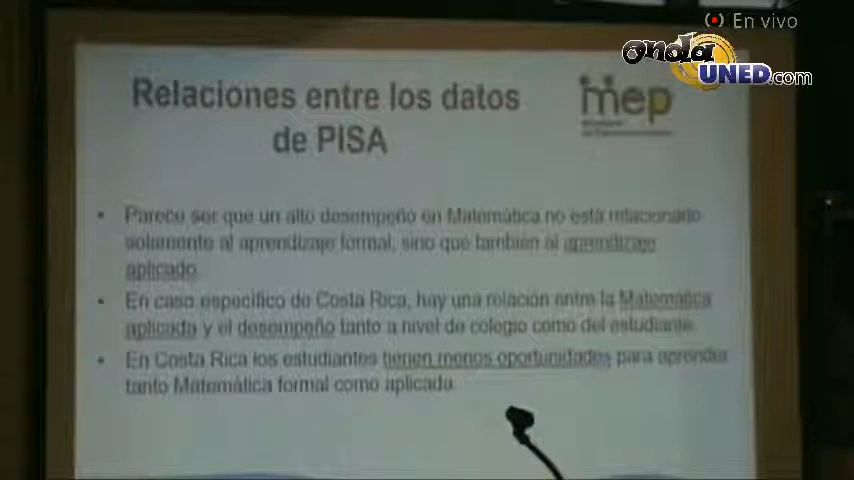 En vivo
onda
UNED.com
Relaciones entre los datos
de PISA
mep
• Parece ser que un alto desempeño en Matemática no está relacionado
solamente al aprendizaje formal, sino que también al aprendizaje
aplicado.
• En caso específico de Costa Rica, hay una relación entre la Matemática
aplicada y el desempeño tanto a nivel de colegio como del estudiante.
• En Costa Rica los estudiantes tienen menos oportunidades para aprender
tanto Matemática formal como aplicada.